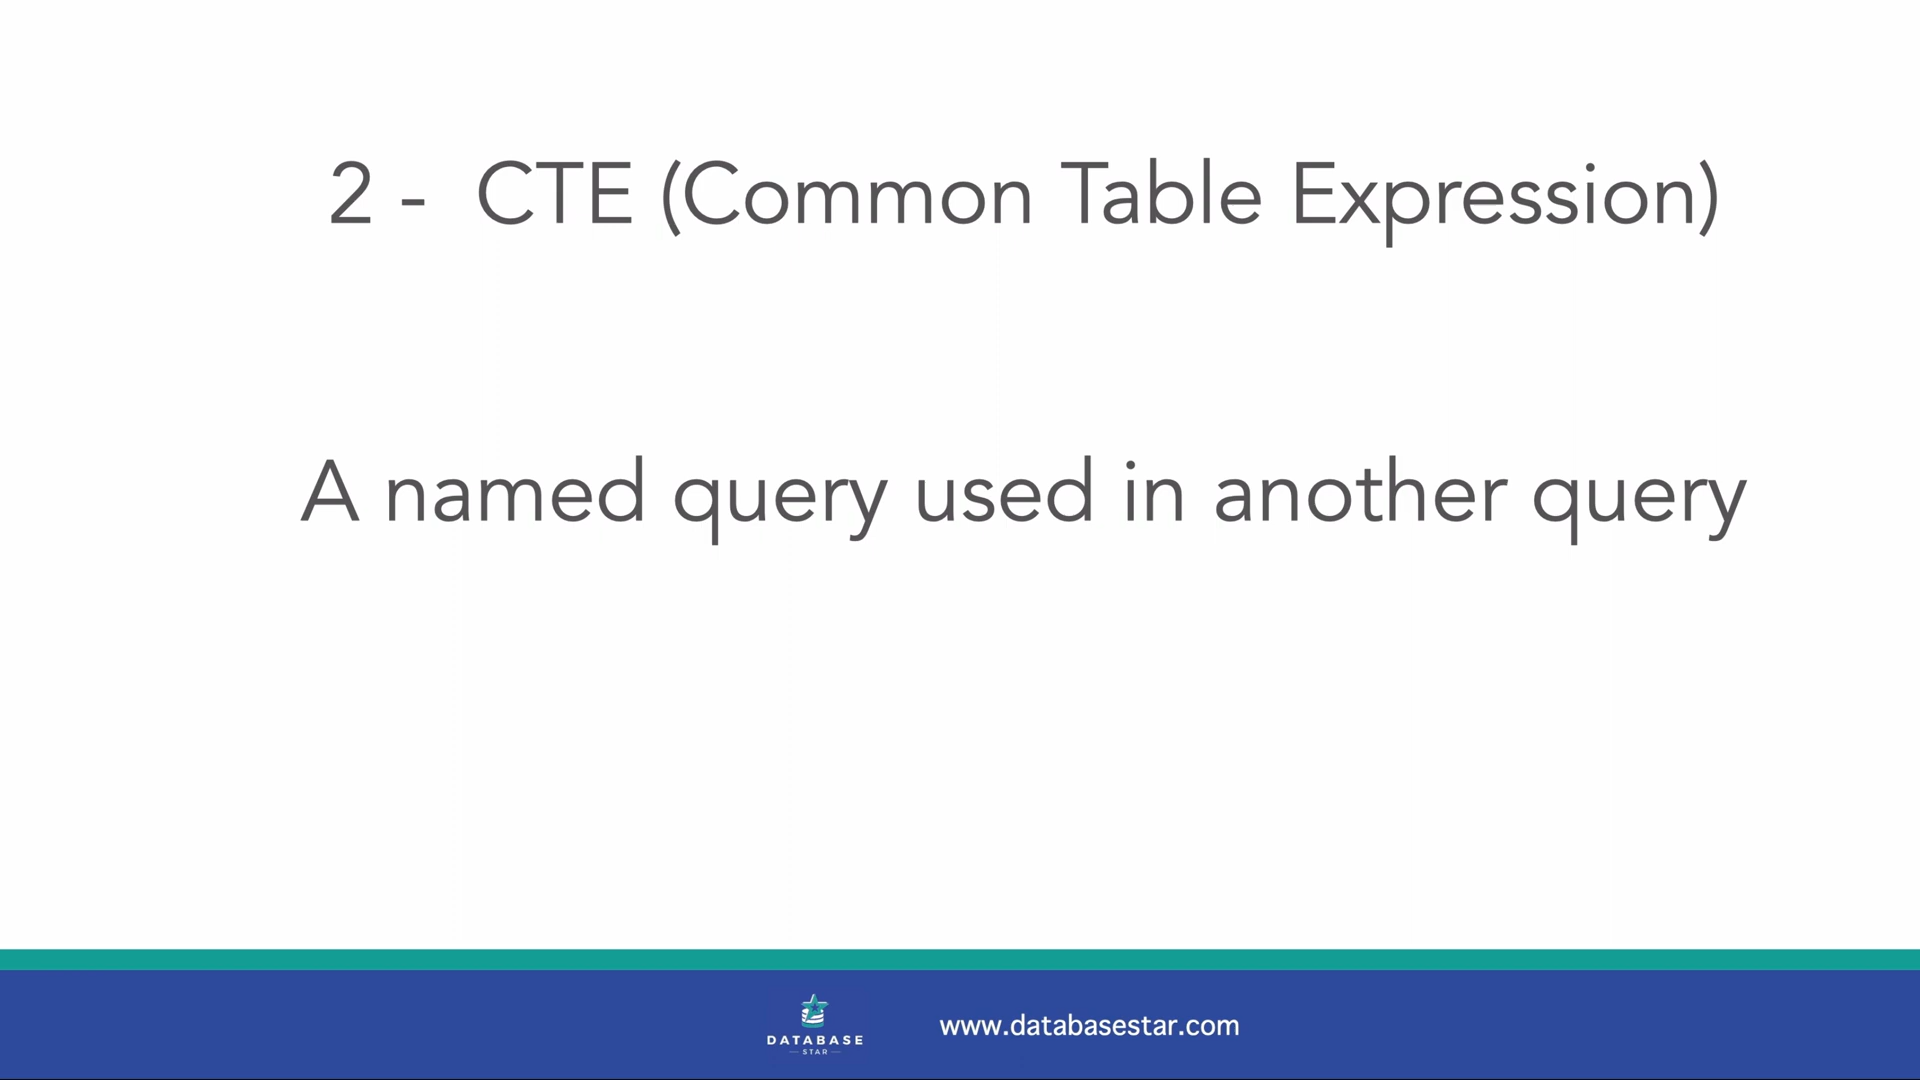 2 - CTE (Common Table Expression)
A named query used in another query
DATABASE
STAR
www.databasestar.com